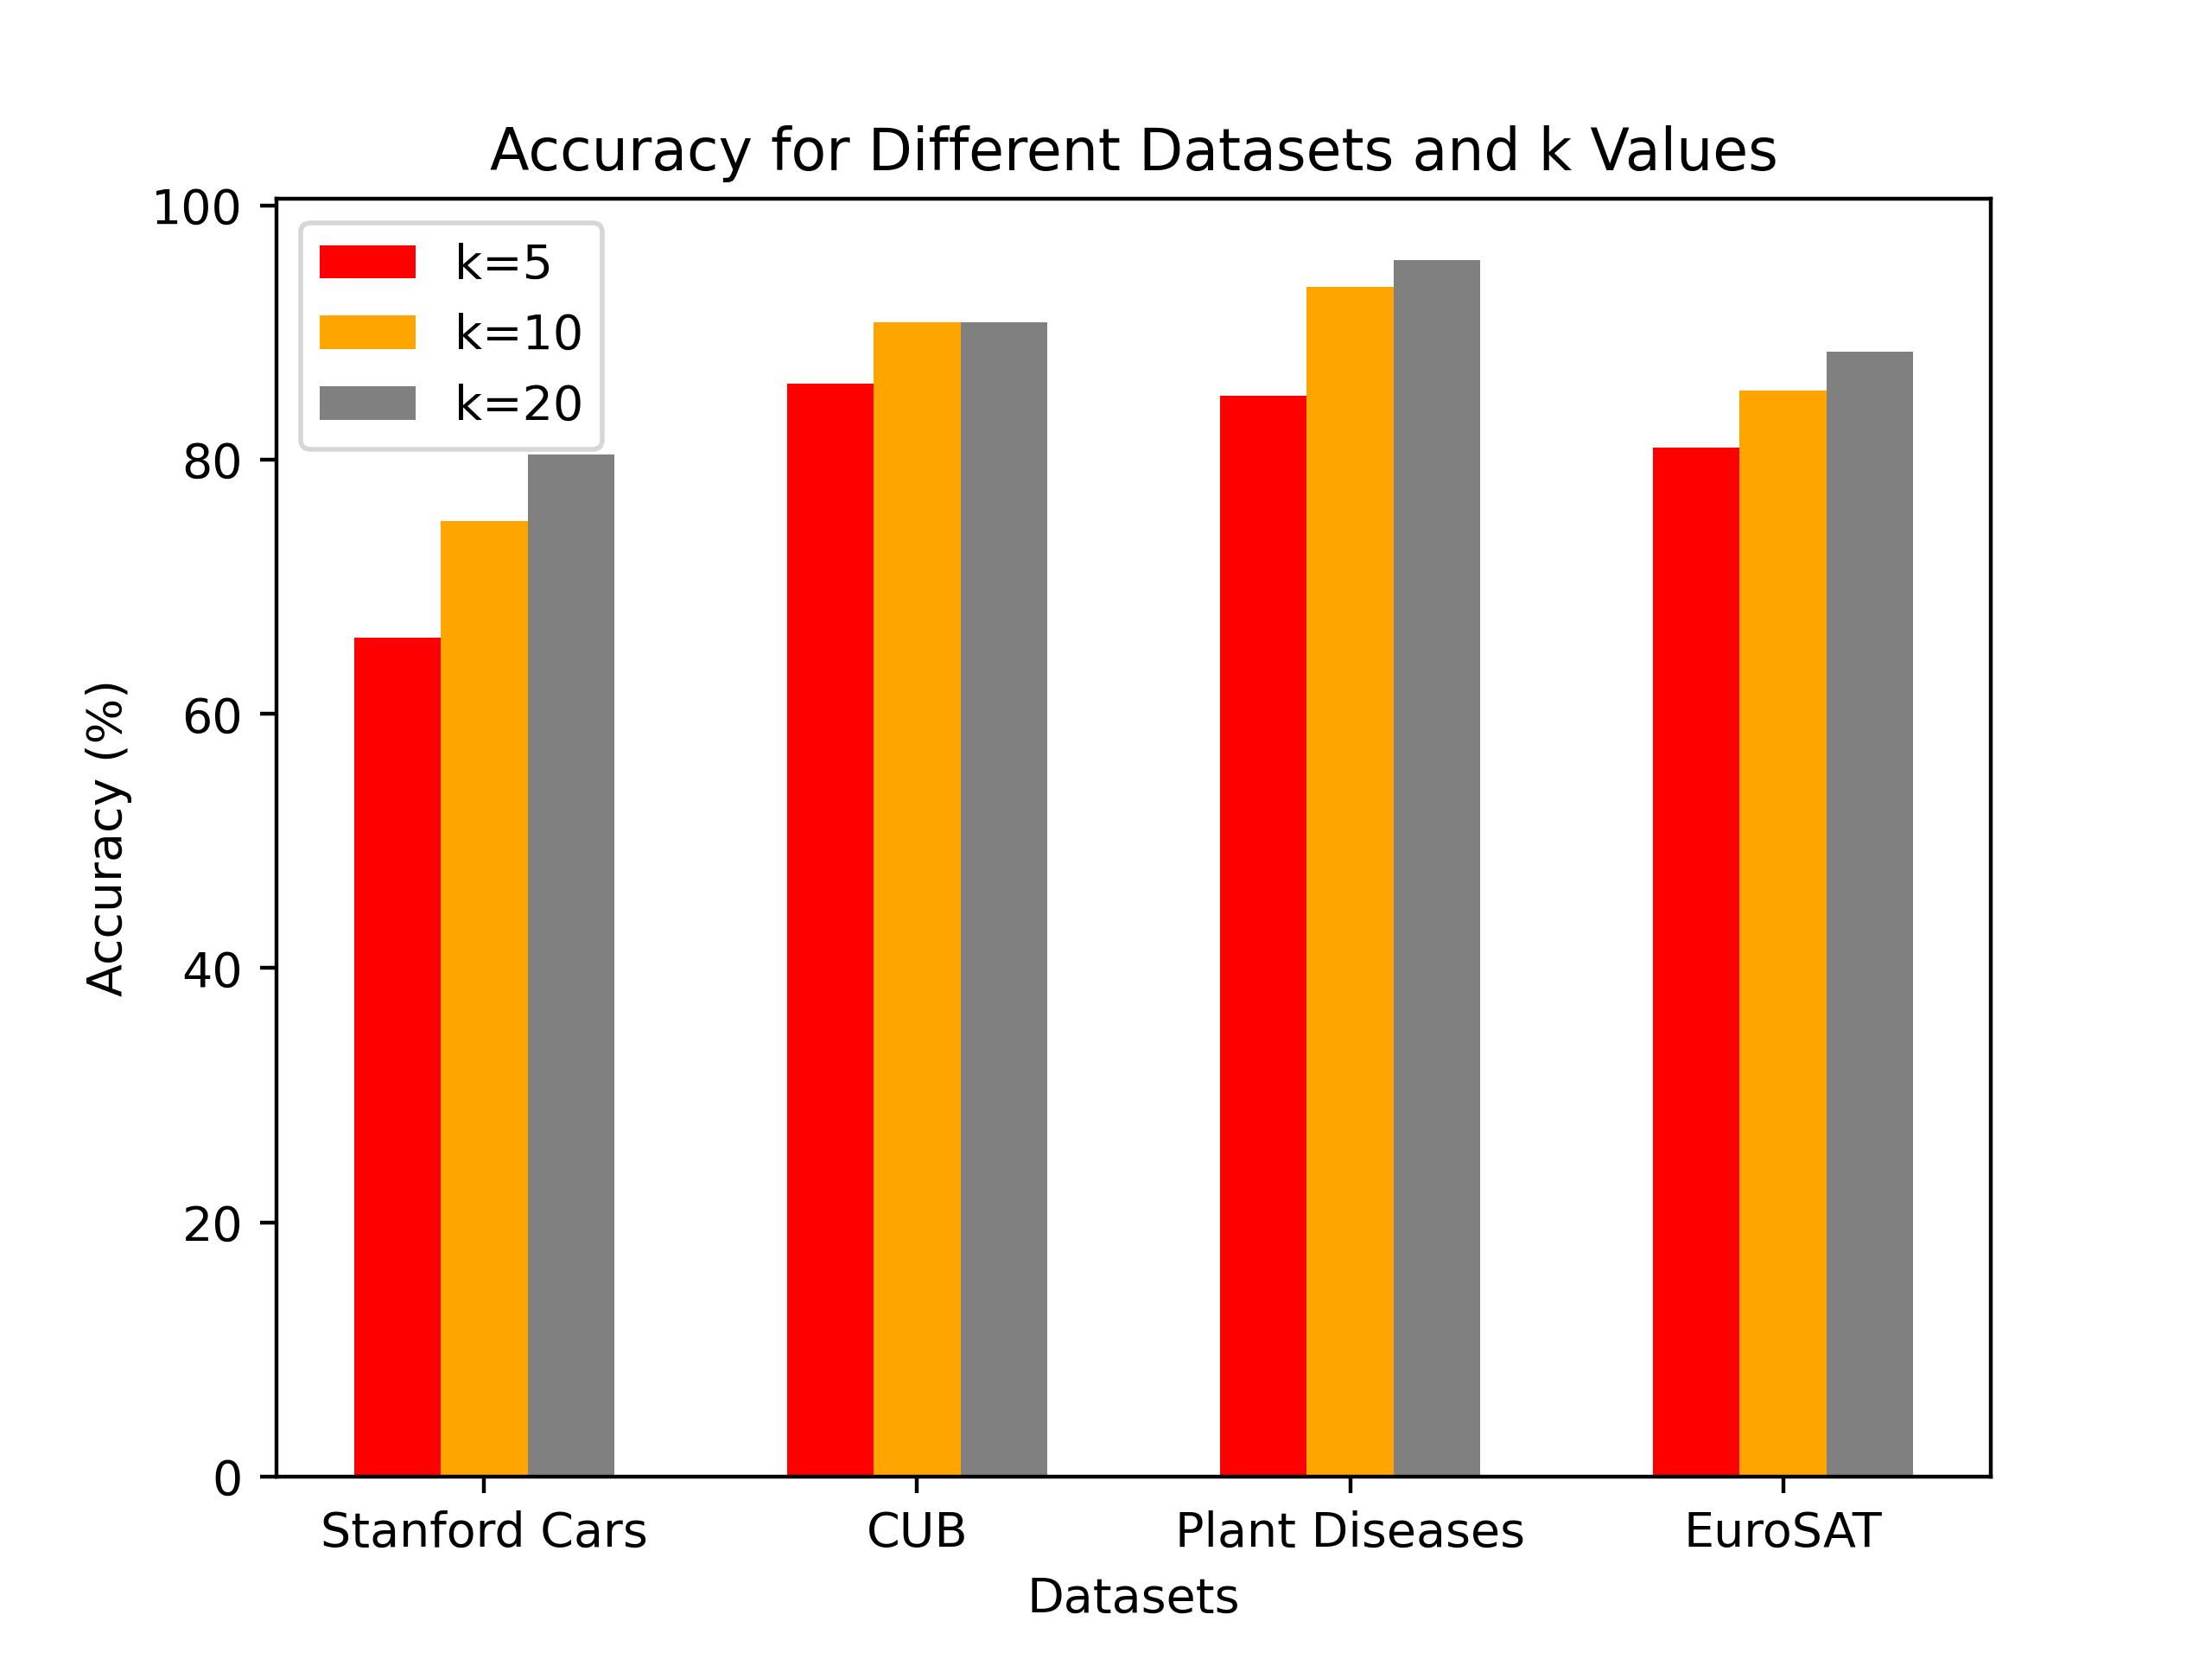 Accuracy for Different Datasets and k Values
100
80
60
40
20
0
Accuracy (%)
k=5
k=10
k=20
Stanford Cars
CUB
Plant Diseases
EuroSAT
Datasets